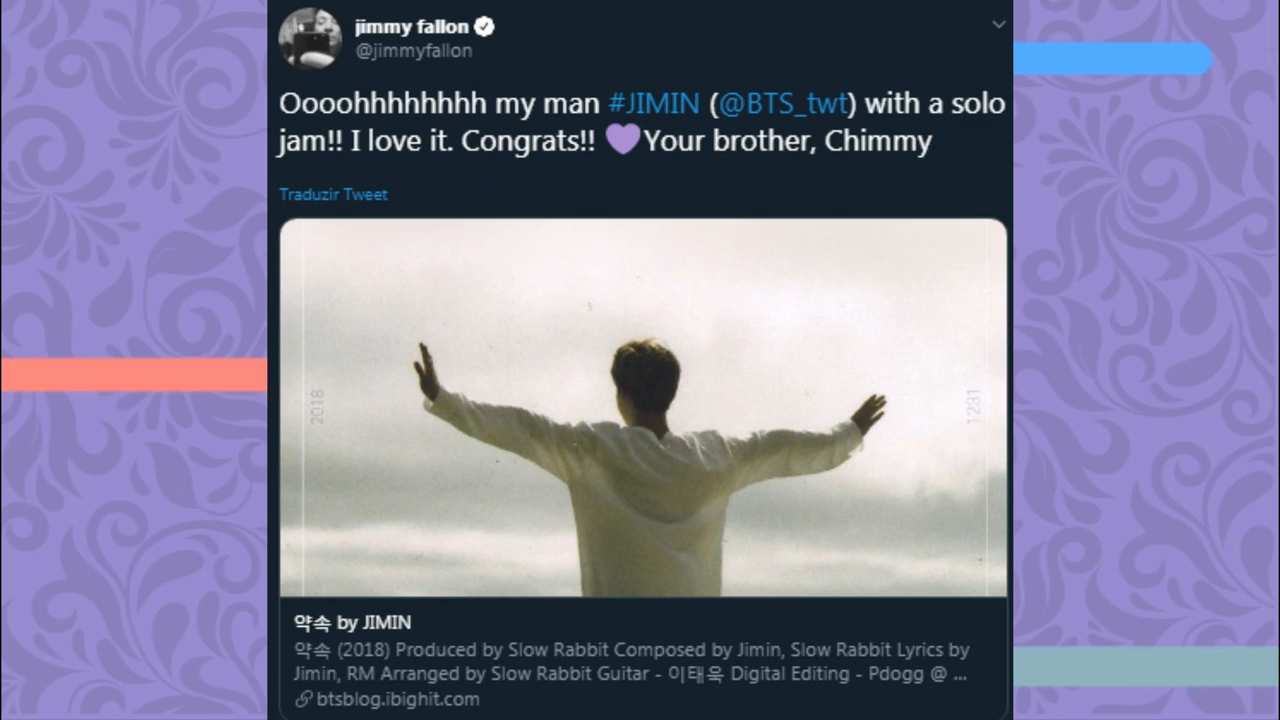 jimmy fallon
@jimmyfallon
Oooohhhhhhhhh my man #JIMIN (@BTS_twt) with a solo
jam!! I love it. Congrats!! 💜Your brother, Chimmy
Traduzir Tweet
2018
1231
약속 by JIMIN
약속 (2018) Produced by Slow Rabbit Composed by Jimin, Slow Rabbit Lyrics by
Jimin, RM Arranged by Slow Rabbit Guitar - 이태욱 Digital Editing - Pdogg @ ...
btsblog.ibighit.com